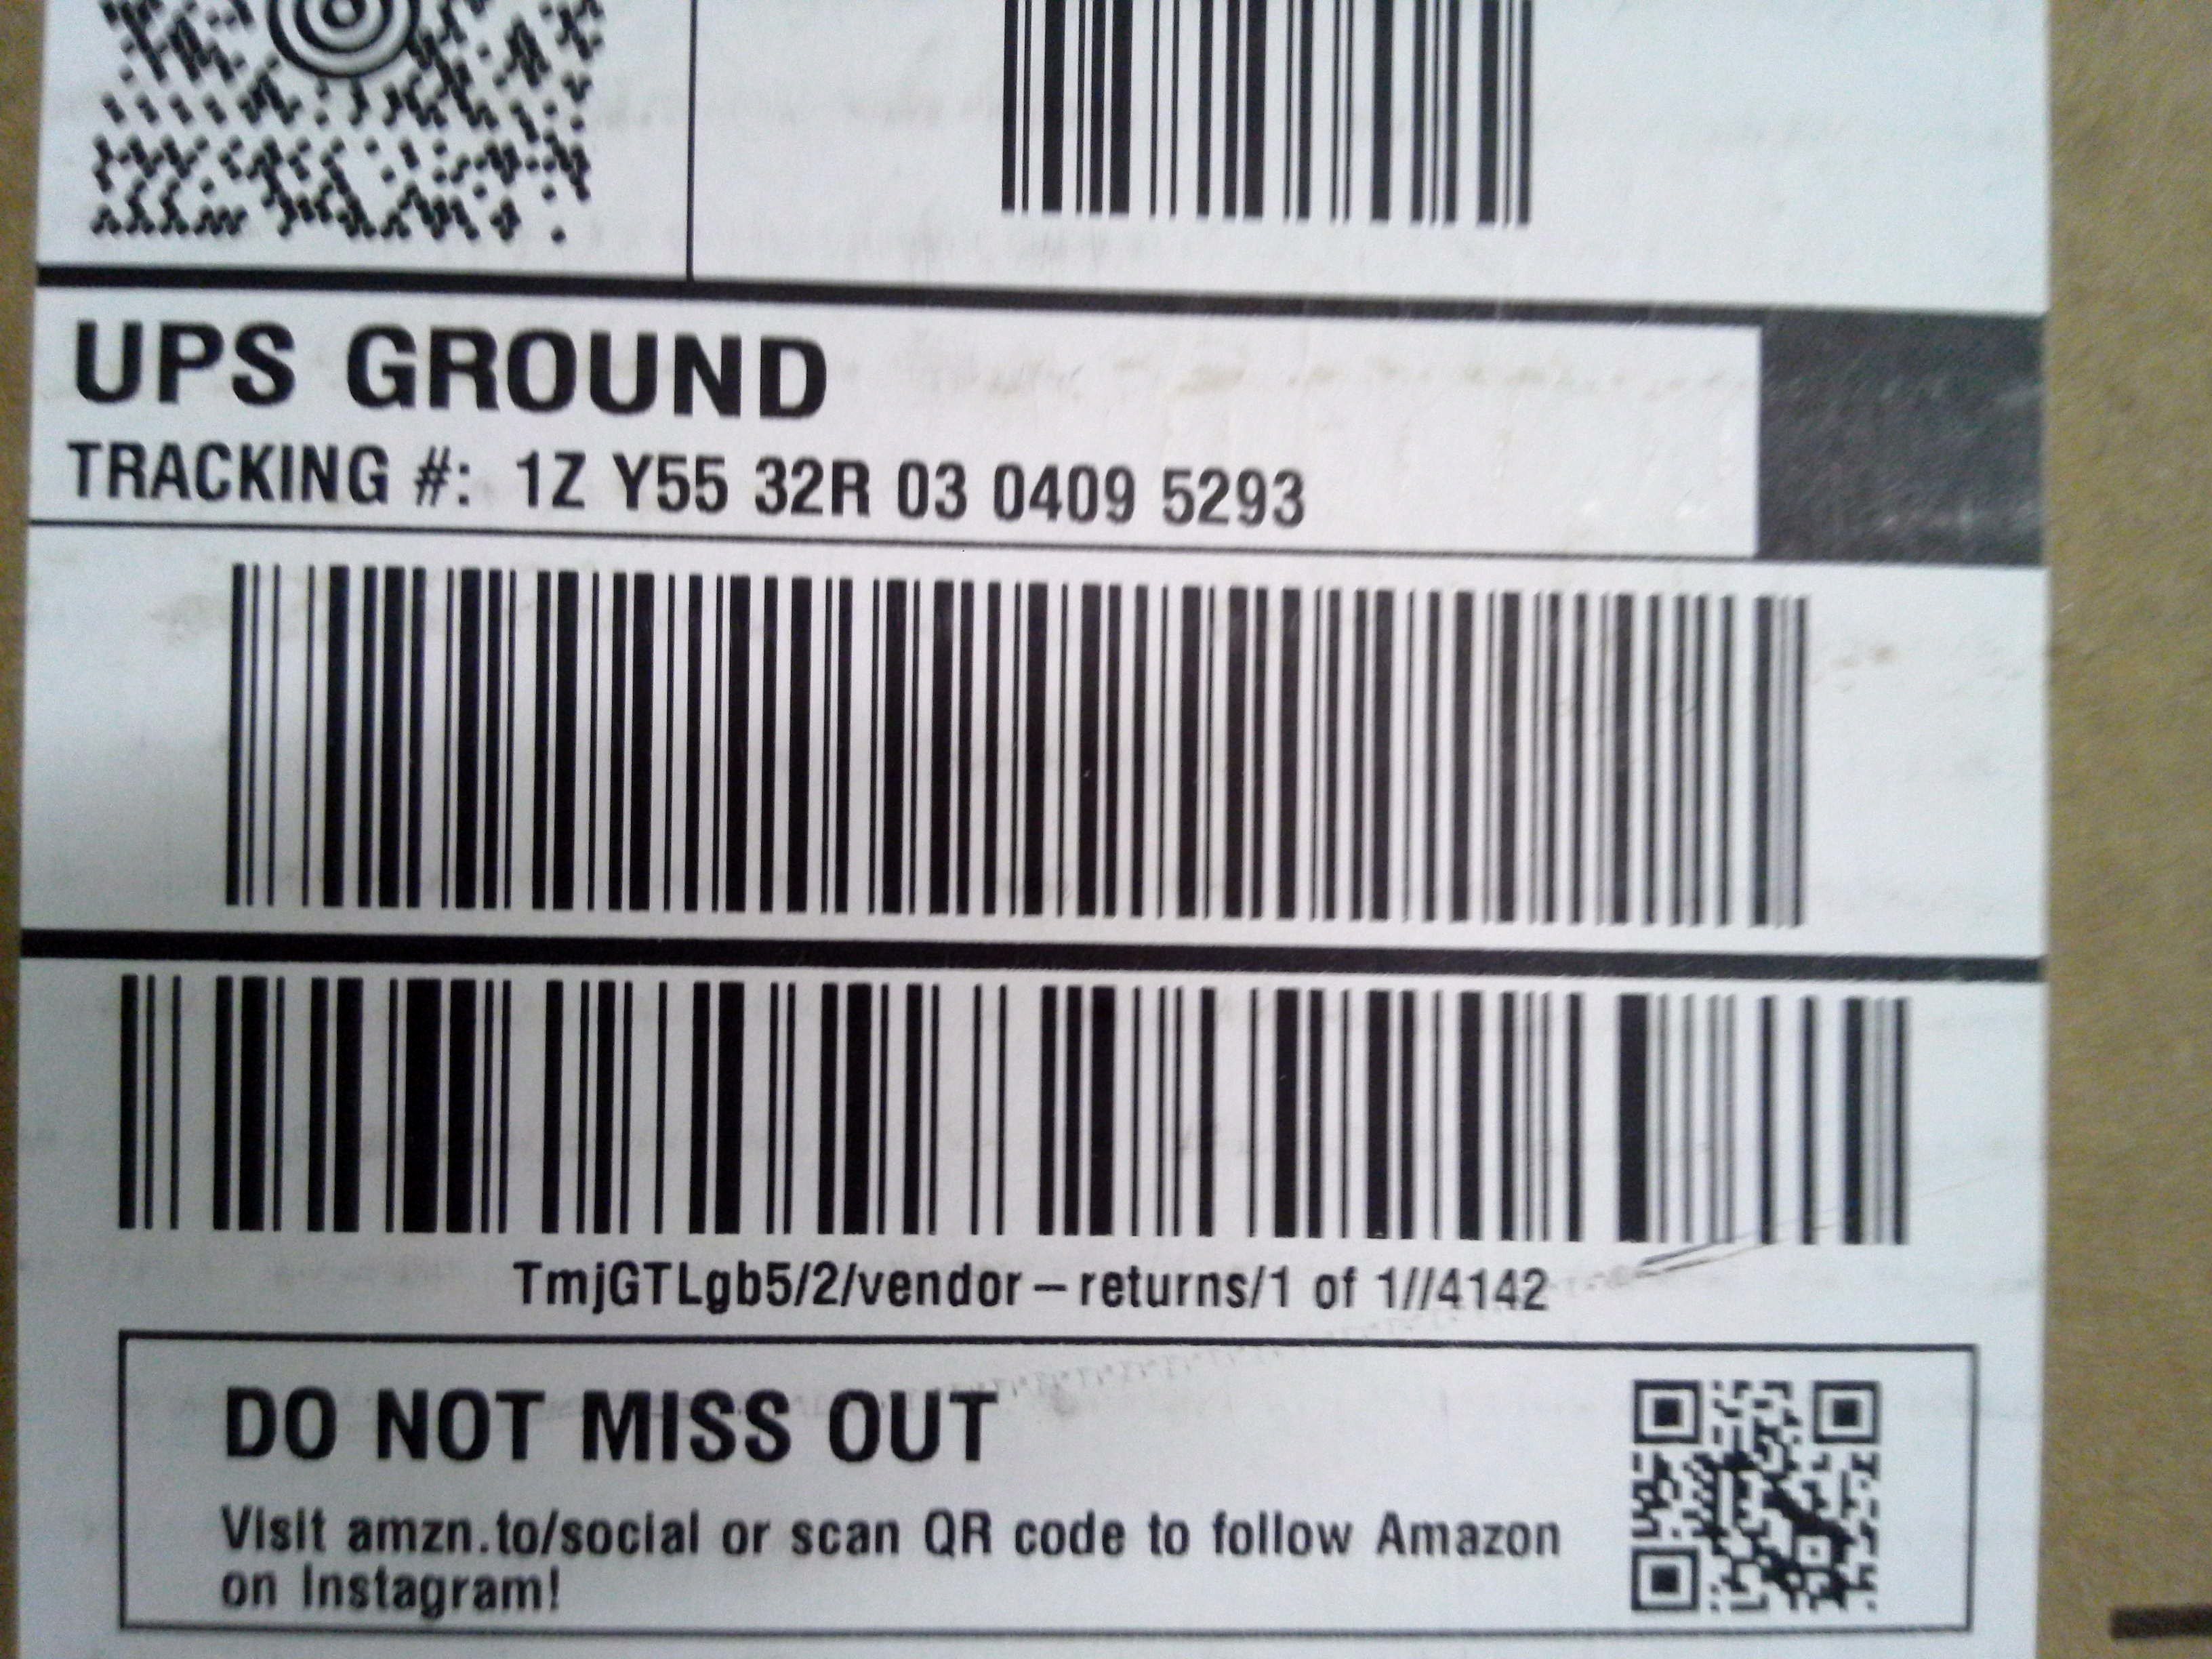 UPS GROUND
TRACKING #: 1Z Y55 32R 03 0409 5293
TmjGTLgb5/2/vendor-returns/1 of 1//4142
DO NOT MISS OUT
Visit amzn.to/social or scan QR code to follow Amazon
on Instagram!